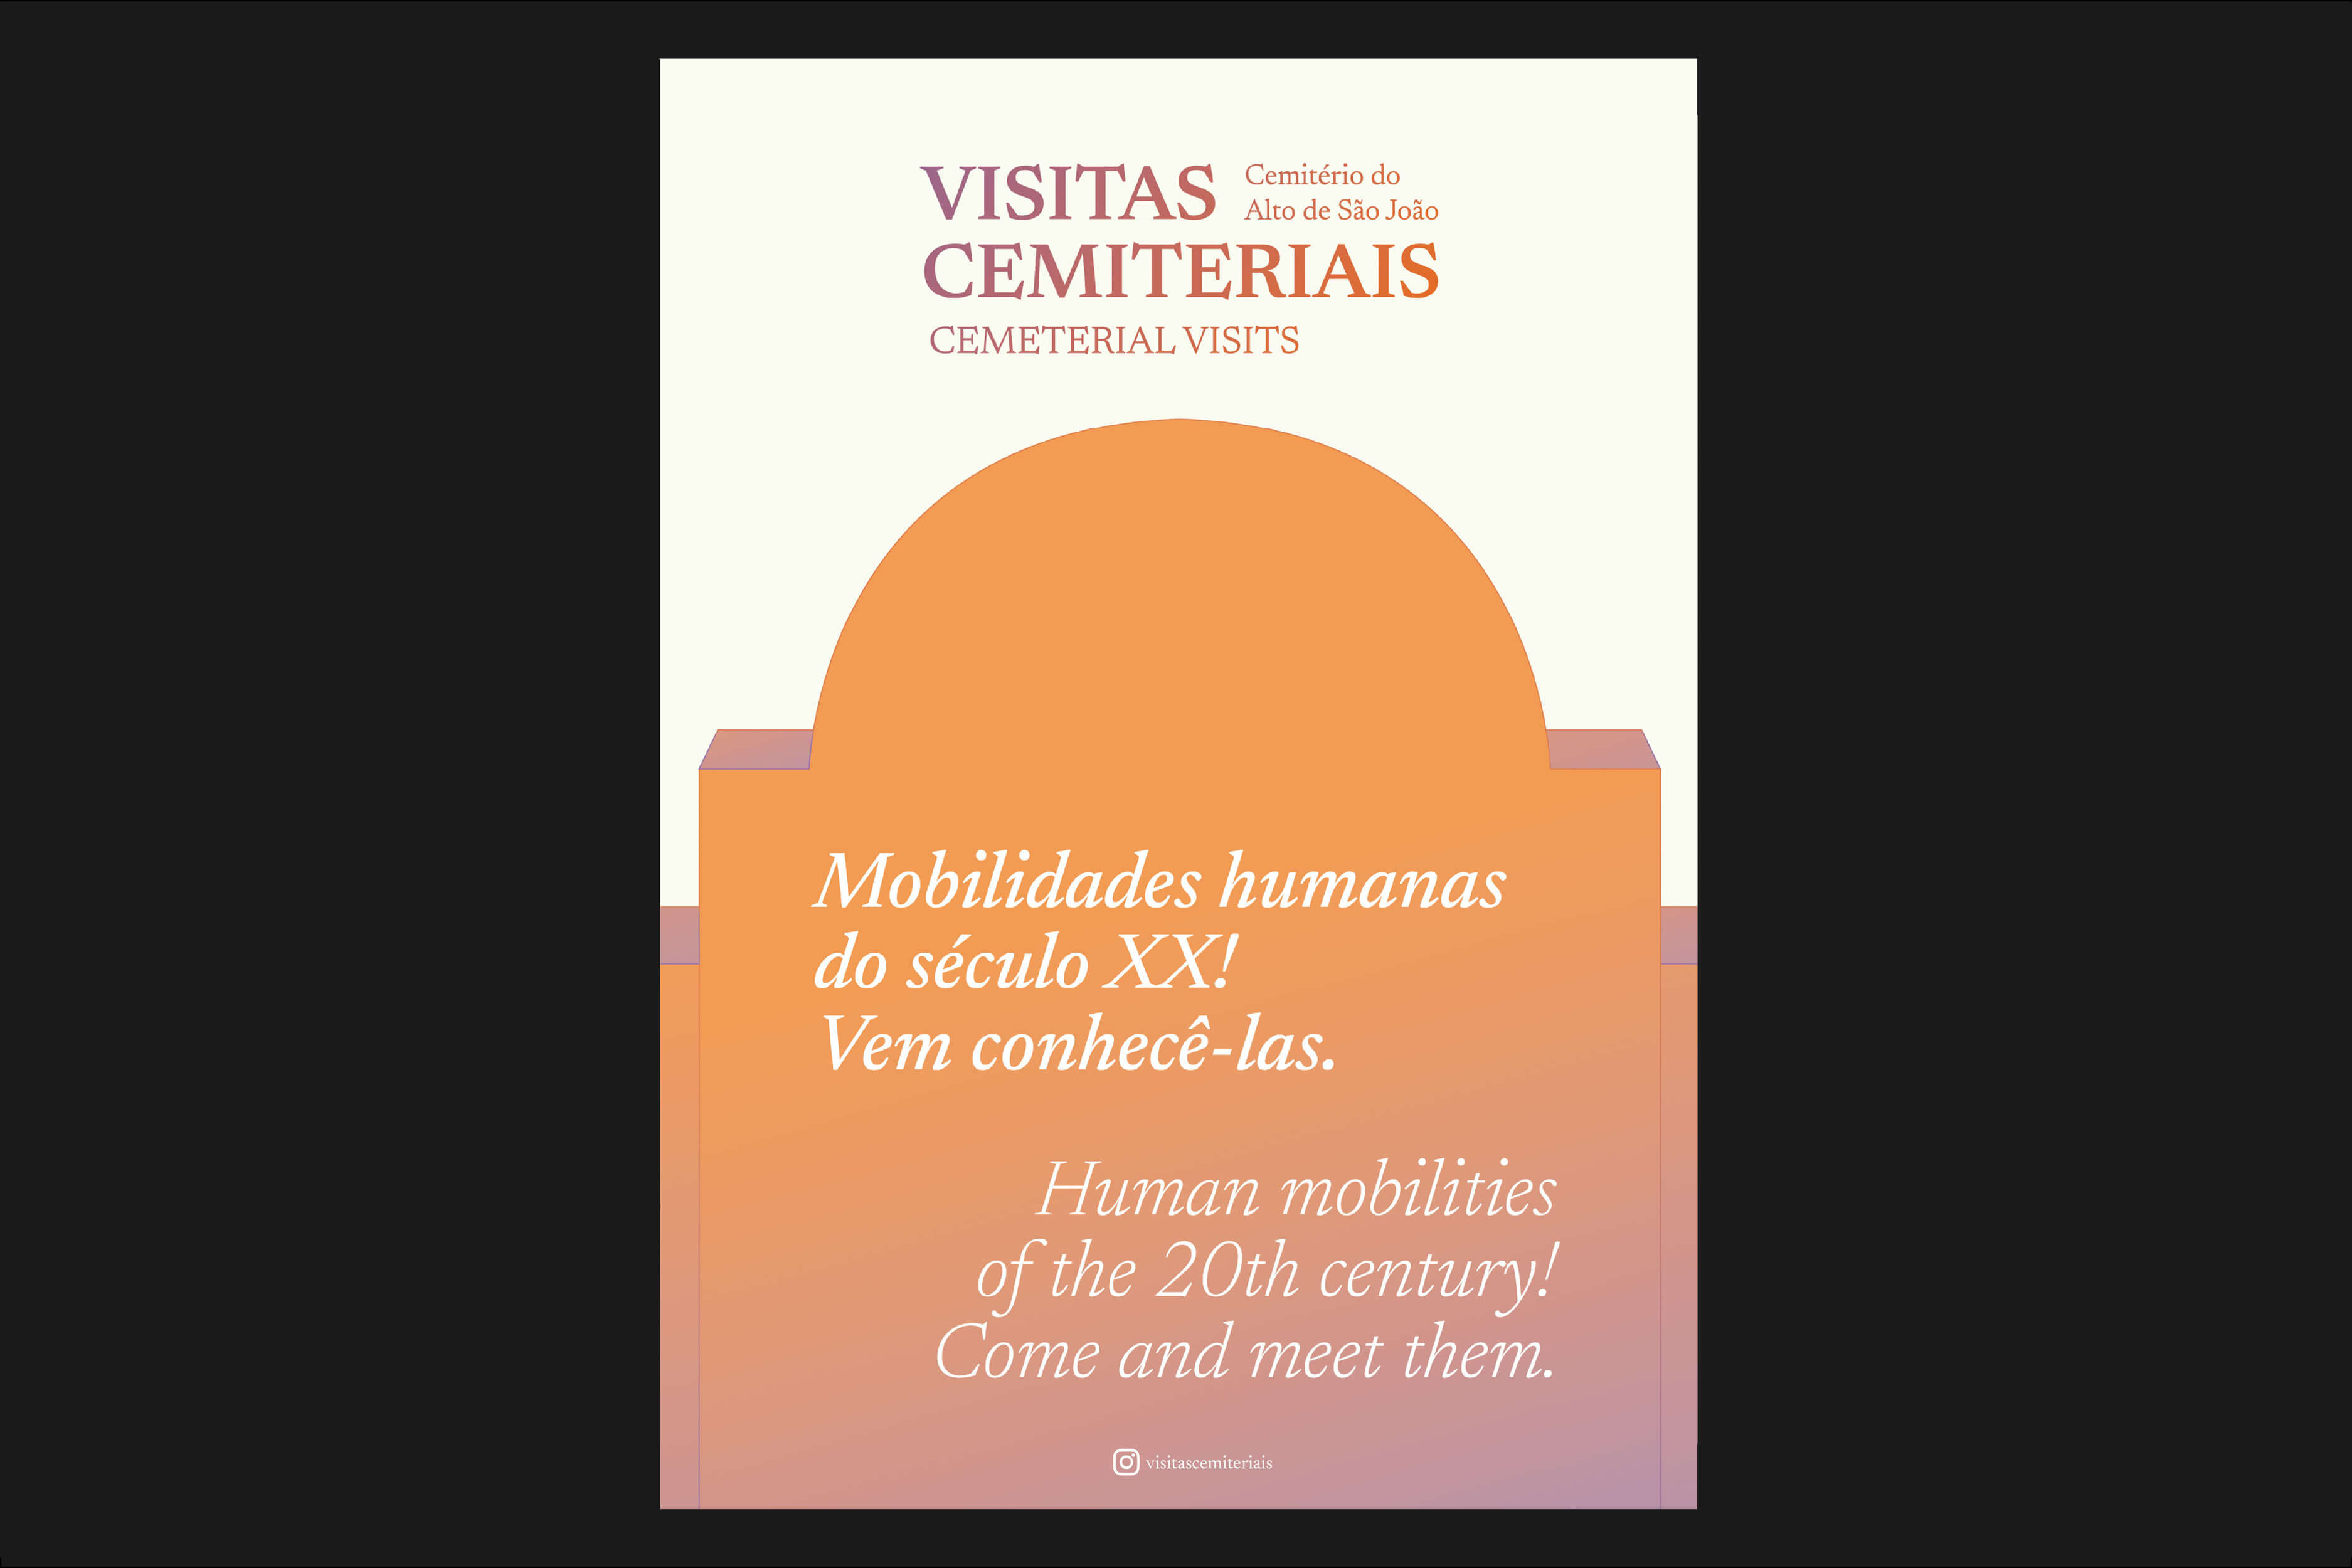 VISITAS
Cemitério do
Alto de São João
CEMITERIAIS
CEMETERIAL VISITS
Mobilidades humanas
do século XX!
Vem conhecê-las.
Human mobilities
of the 20th century!
Come and meet them.
visitascemiteriais